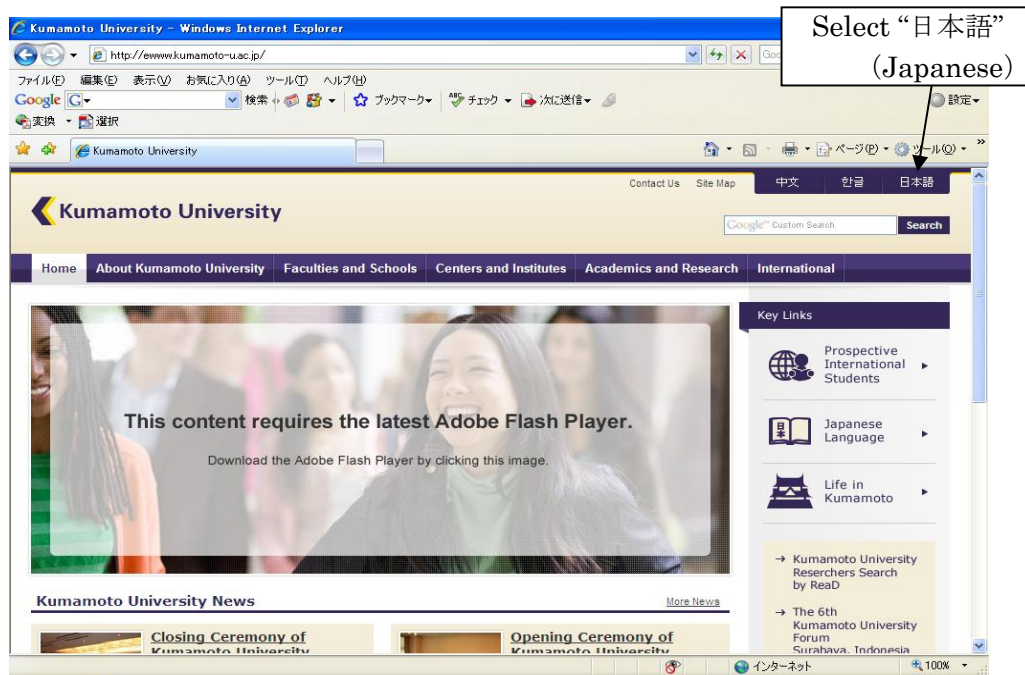 Kumamoto University - Windows Internet Explorer
Select “日本語”
(Japanese)
http://ewww.kumamoto-u.ac.jp/
ファイル(F) 編集(E) 表示(V) お気に入り(A) ツール(T) ヘルプ(H)
Google G 検索 ブックマーク ABC チェック 次に送信 設定
変換 選択
Kumamoto University ページ(P) ツール(O) »
Contact Us Site Map 中文 한글 日本語
Kumamoto University
Google™ Custom Search Search
Home About Kumamoto University Faculties and Schools Centers and Institutes Academics and Research International
Key Links
Prospective
International
Students
Japanese
Language
Life in
Kumamoto
This content requires the latest Adobe Flash Player.
Download the Adobe Flash Player by clicking this image.
→ Kumamoto University
Reserchers Search
by ReaD
→ The 6th
Kumamoto University
Forum
Surabaya, Indonesia
Kumamoto University News More News
Closing Ceremony of
Kumamoto University
Opening Ceremony of
Kumamoto University
インターネット 100%